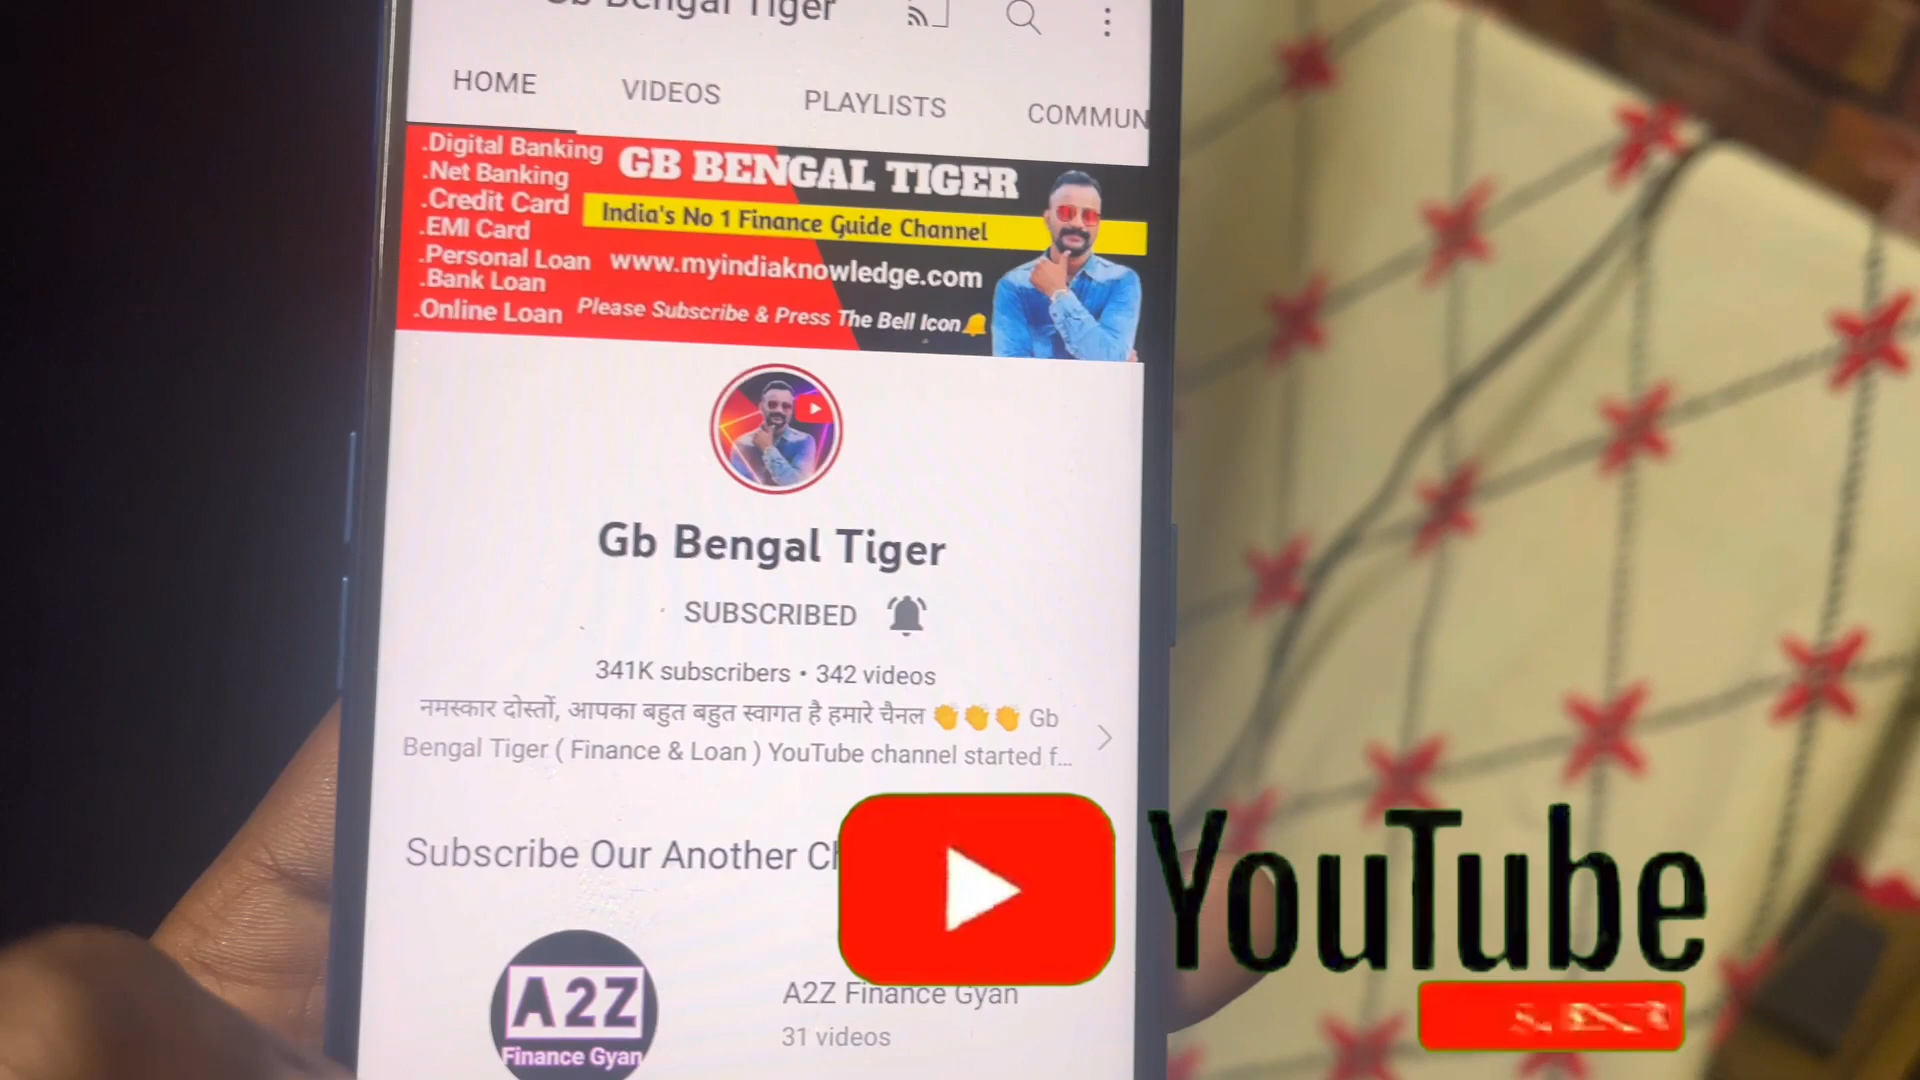 Gb Bengal Tiger
HOME VIDEOS PLAYLISTS COMMUN
.Digital Banking
.Net Banking
.Credit Card
.EMI Card
.Personal Loan
.Bank Loan
.Online Loan
GB BENGAL TIGER
India's No 1 Finance Guide Channel
www.myindiaknowledge.com
Please Subscribe & Press The Bell Icon🔔
Gb Bengal Tiger
SUBSCRIBED
341K subscribers • 342 videos
नमस्कार दोस्तों, आपका बहुत बहुत स्वागत है हमारे चैनल 👏👏👏 Gb
Bengal Tiger ( Finance & Loan ) YouTube channel started f...
Subscribe Our Another
YouTube
A2Z
Finance Gyan
A2Z Finance Gyan
31 videos